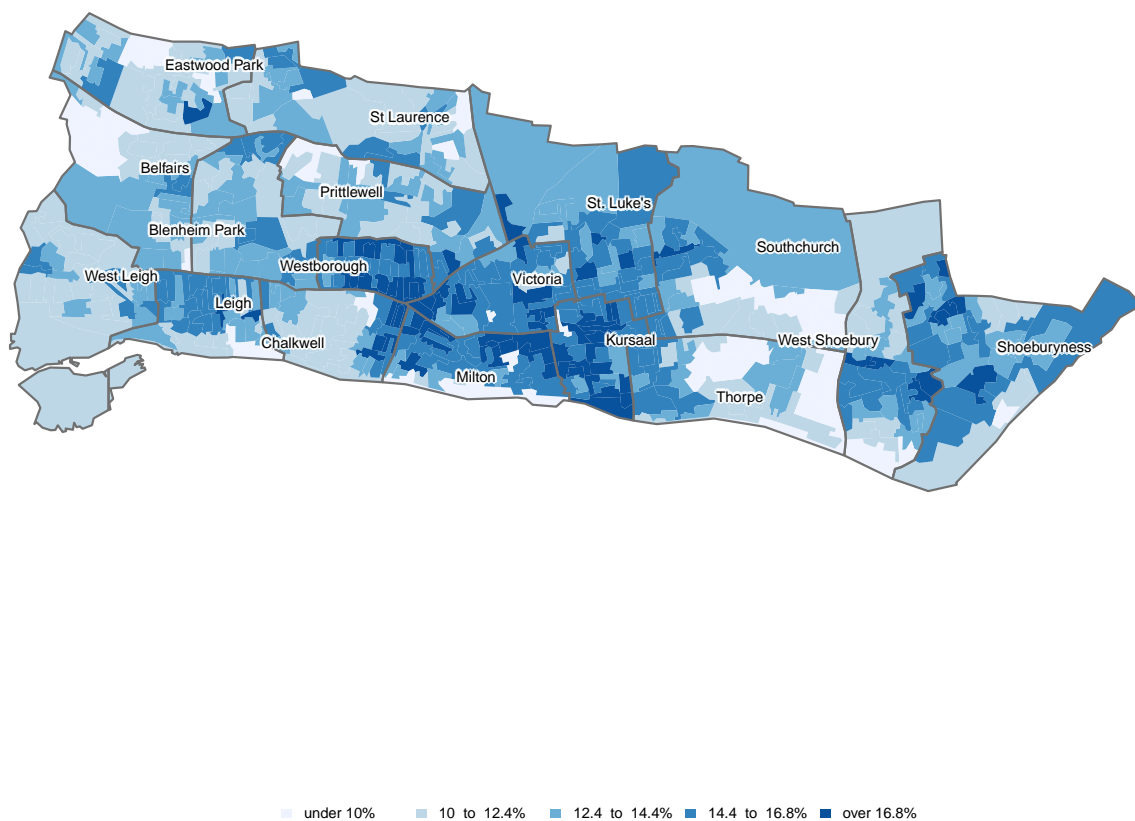 Eastwood Park
St Laurence
Belfairs
Prittlewell
St. Luke's
Blenheim Park
Southchurch
Westborough
West Leigh
Victoria
Leigh
Chalkwell
Kursaal
West Shoebury
Shoeburyness
Milton
Thorpe
under 10% 10 to 12.4% 12.4 to 14.4% 14.4 to 16.8% over 16.8%